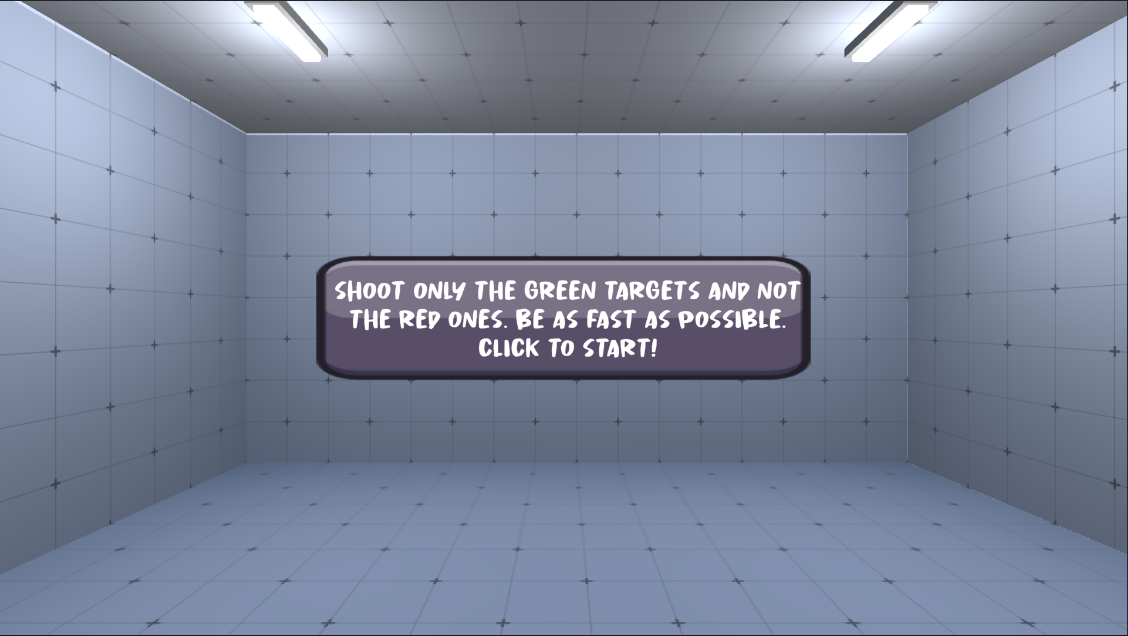 SHOOT ONLY THE GREEN TARGETS AND NOT
THE RED ONES. BE AS FAST AS POSSIBLE.
CLICK TO START!